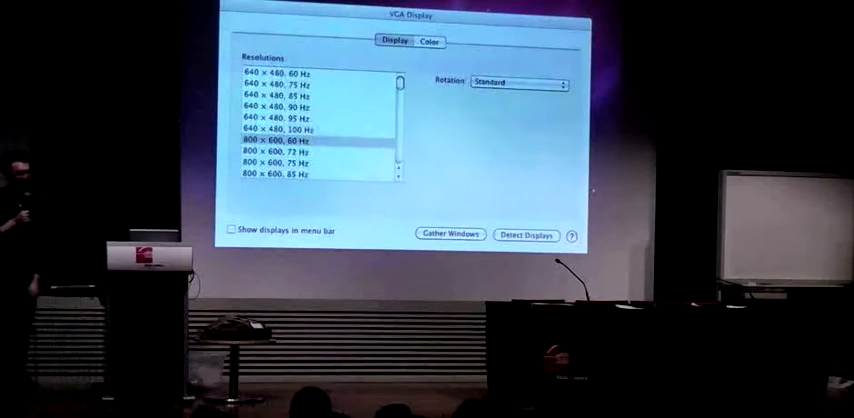 VGA Display
Display Color
Resolutions
640 × 480, 60 Hz
640 × 480, 75 Hz
640 × 480, 85 Hz
640 × 480, 90 Hz
640 × 480, 95 Hz
640 × 480, 100 Hz
800 × 600, 60 Hz
800 × 600, 72 Hz
800 × 600, 75 Hz
800 × 600, 85 Hz
Rotation: Standard
Show displays in menu bar
Gather Windows
Detect Displays
?